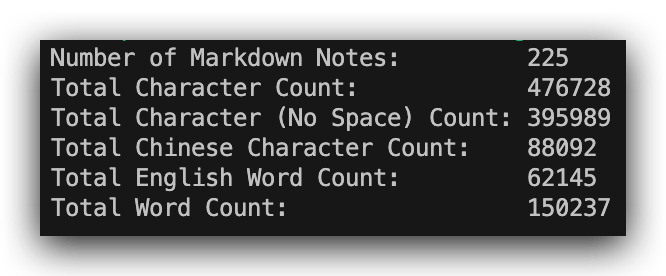 Number of Markdown Notes: 225
Total Character Count: 476728
Total Character (No Space) Count: 395989
Total Chinese Character Count: 88092
Total English Word Count: 62145
Total Word Count: 150237